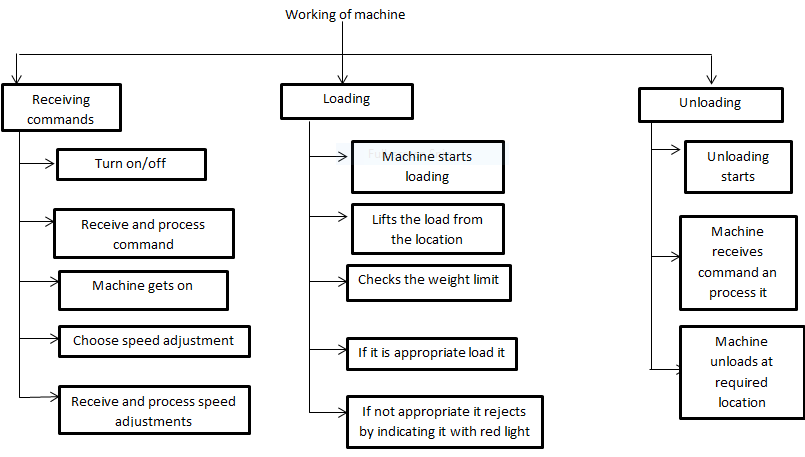 Working of machine
Receiving
commands
Turn on/off
Receive and process
command
Machine gets on
Choose speed adjustment
Receive and process speed
adjustments
Loading
Machine starts
loading
Lifts the load from
the location
Checks the weight limit
If it is appropriate load it
If not appropriate it rejects
by indicating it with red light
Unloading
Unloading
starts
Machine
receives
command an
process it
Machine
unloads at
required
location